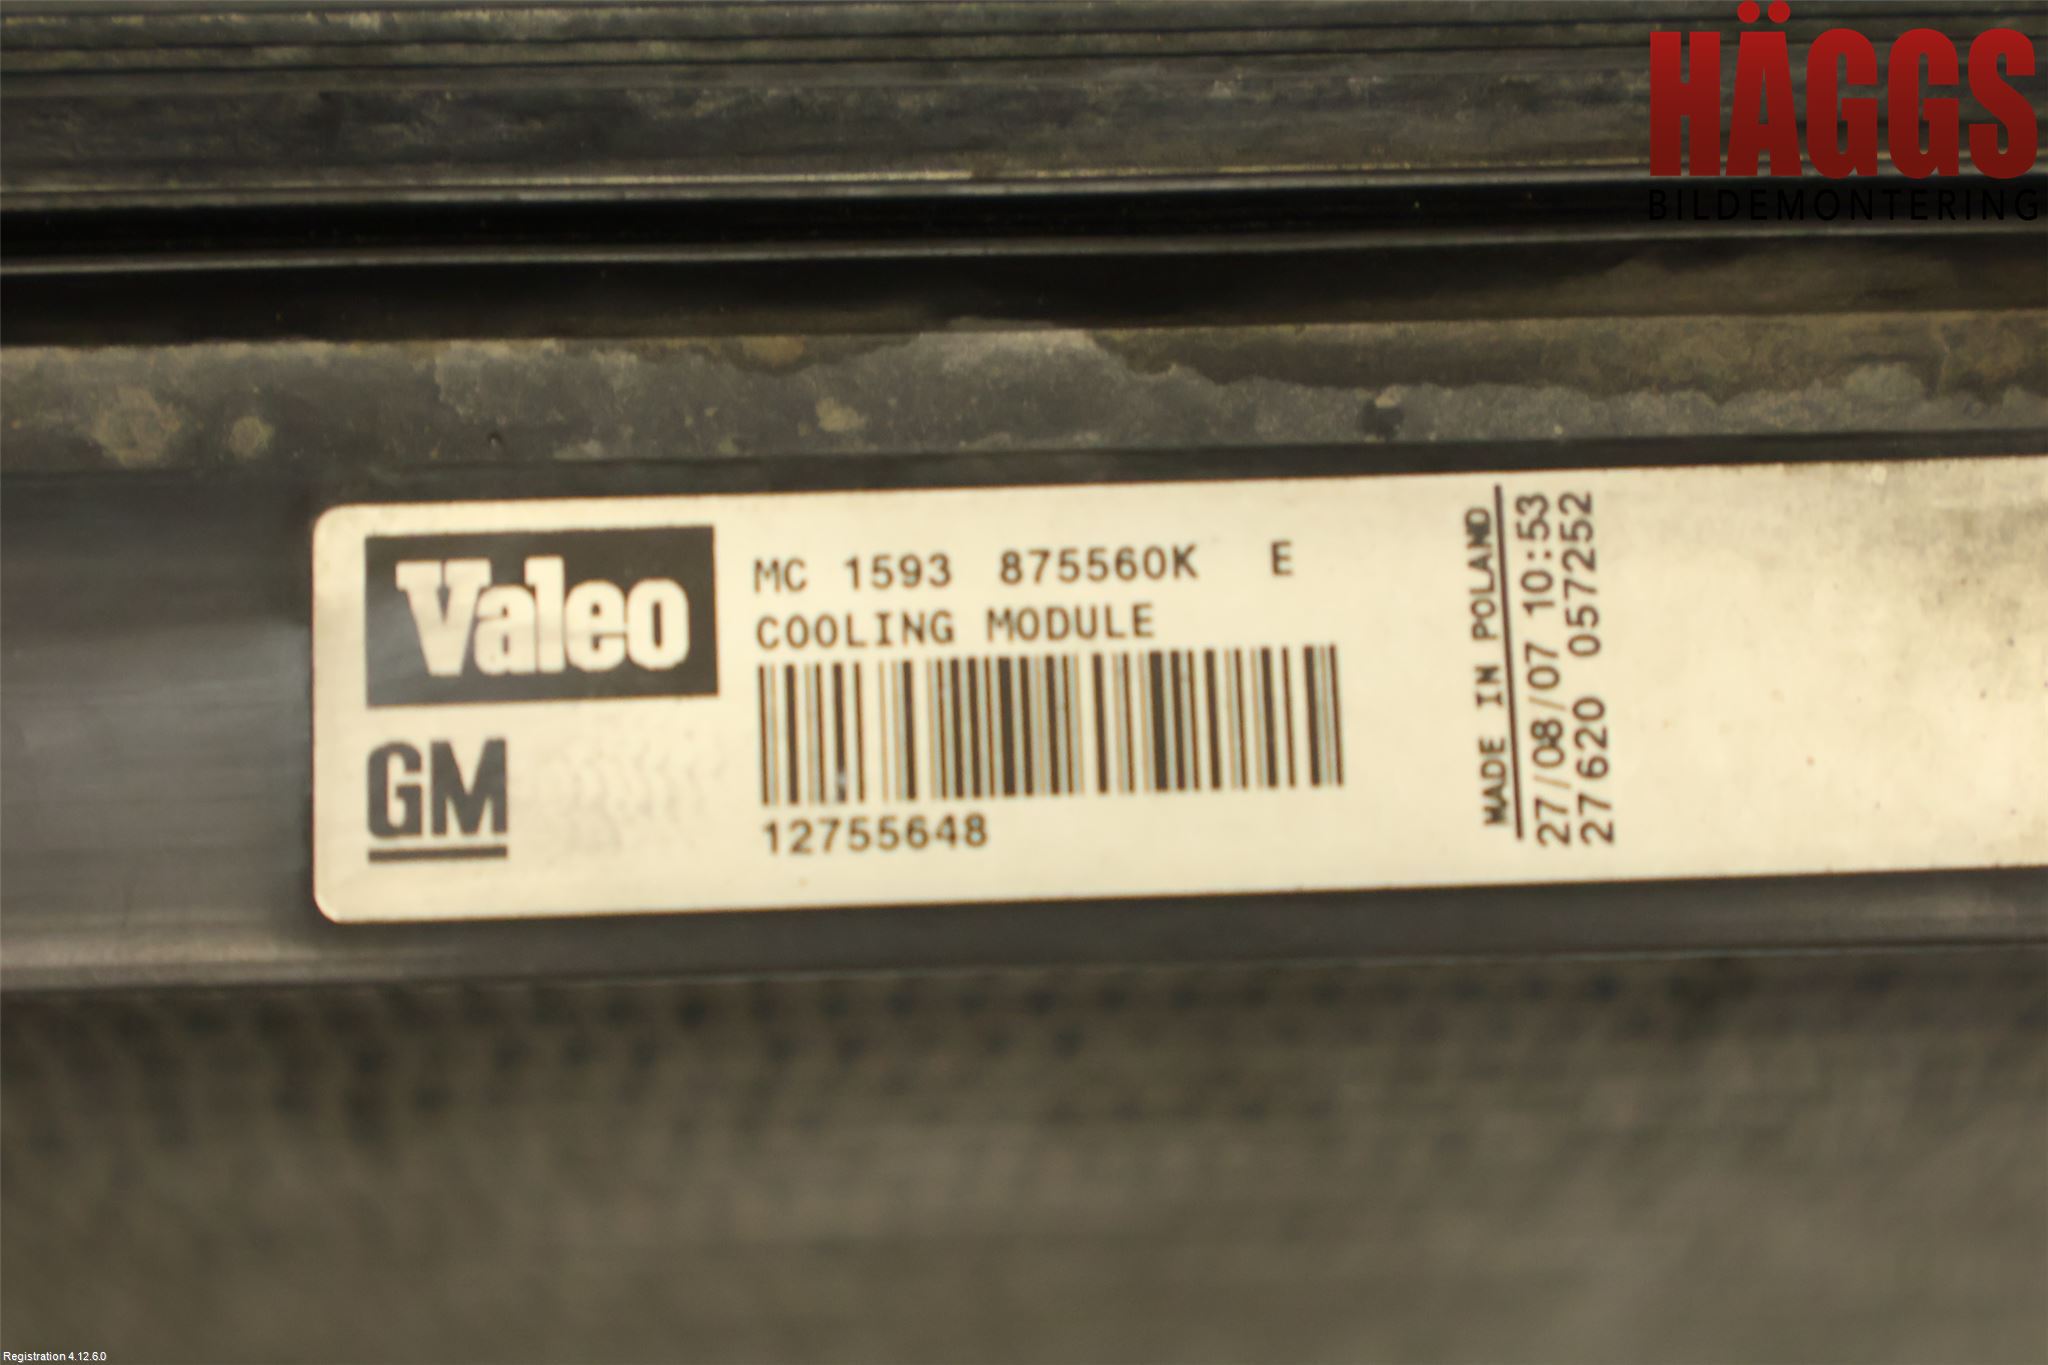 HÄGGS
BILDEMONTERING
Valeo
GM
MC 1593 875560K E
COOLING MODULE
12755648
MADE IN POLAND
27/08/07 10:53
27620 057252
Registration 4.12.6.0